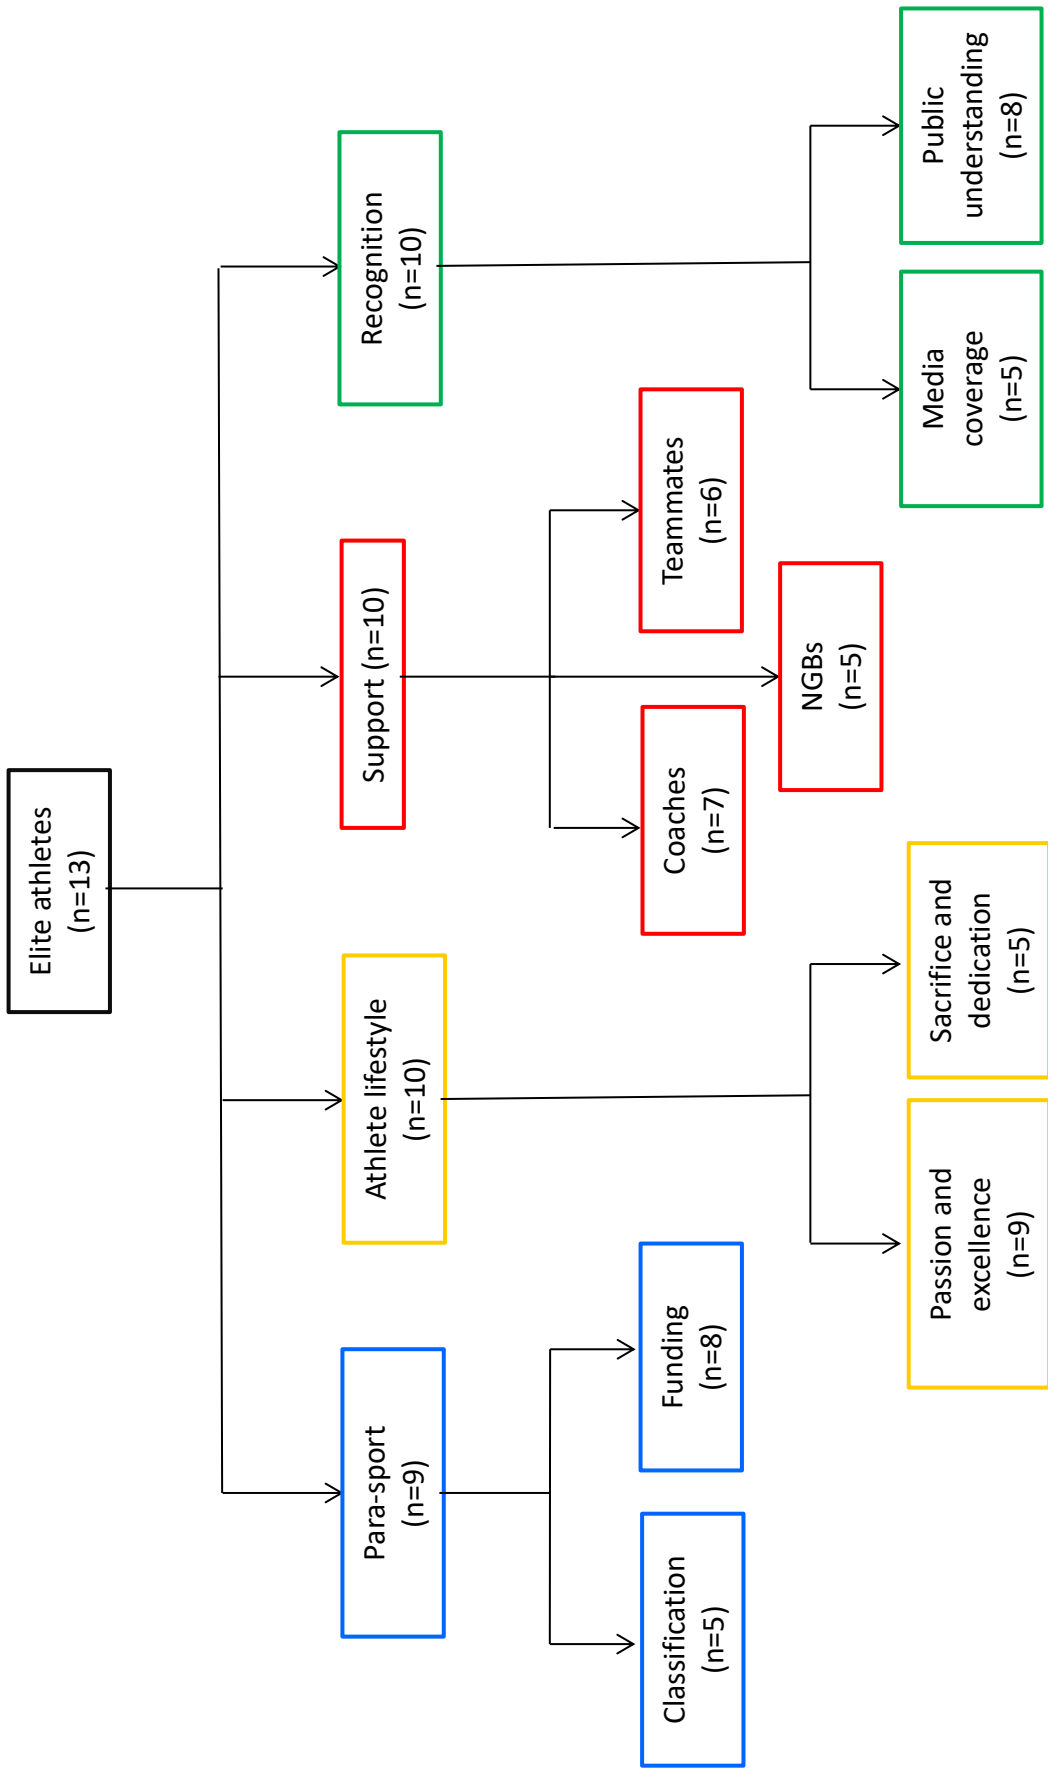 Elite athletes
(n=13)
Para-sport
(n=9)
Athlete lifestyle
(n=10)
Support (n=10)
Recognition
(n=10)
Classification
(n=5)
Funding
(n=8)
Coaches
(n=7)
Teammates
(n=6)
NGBs
(n=5)
Passion and
excellence
(n=9)
Sacrifice and
dedication
(n=5)
Media
coverage
(n=5)
Public
understanding
(n=8)